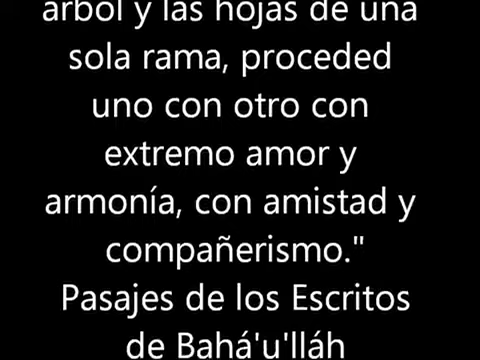 árbol y las hojas de una
sola rama, proceded
uno con otro con
extremo amor y
armonía, con amistad y
compañerismo."
Pasajes de los Escritos
de Bahá'u'lláh